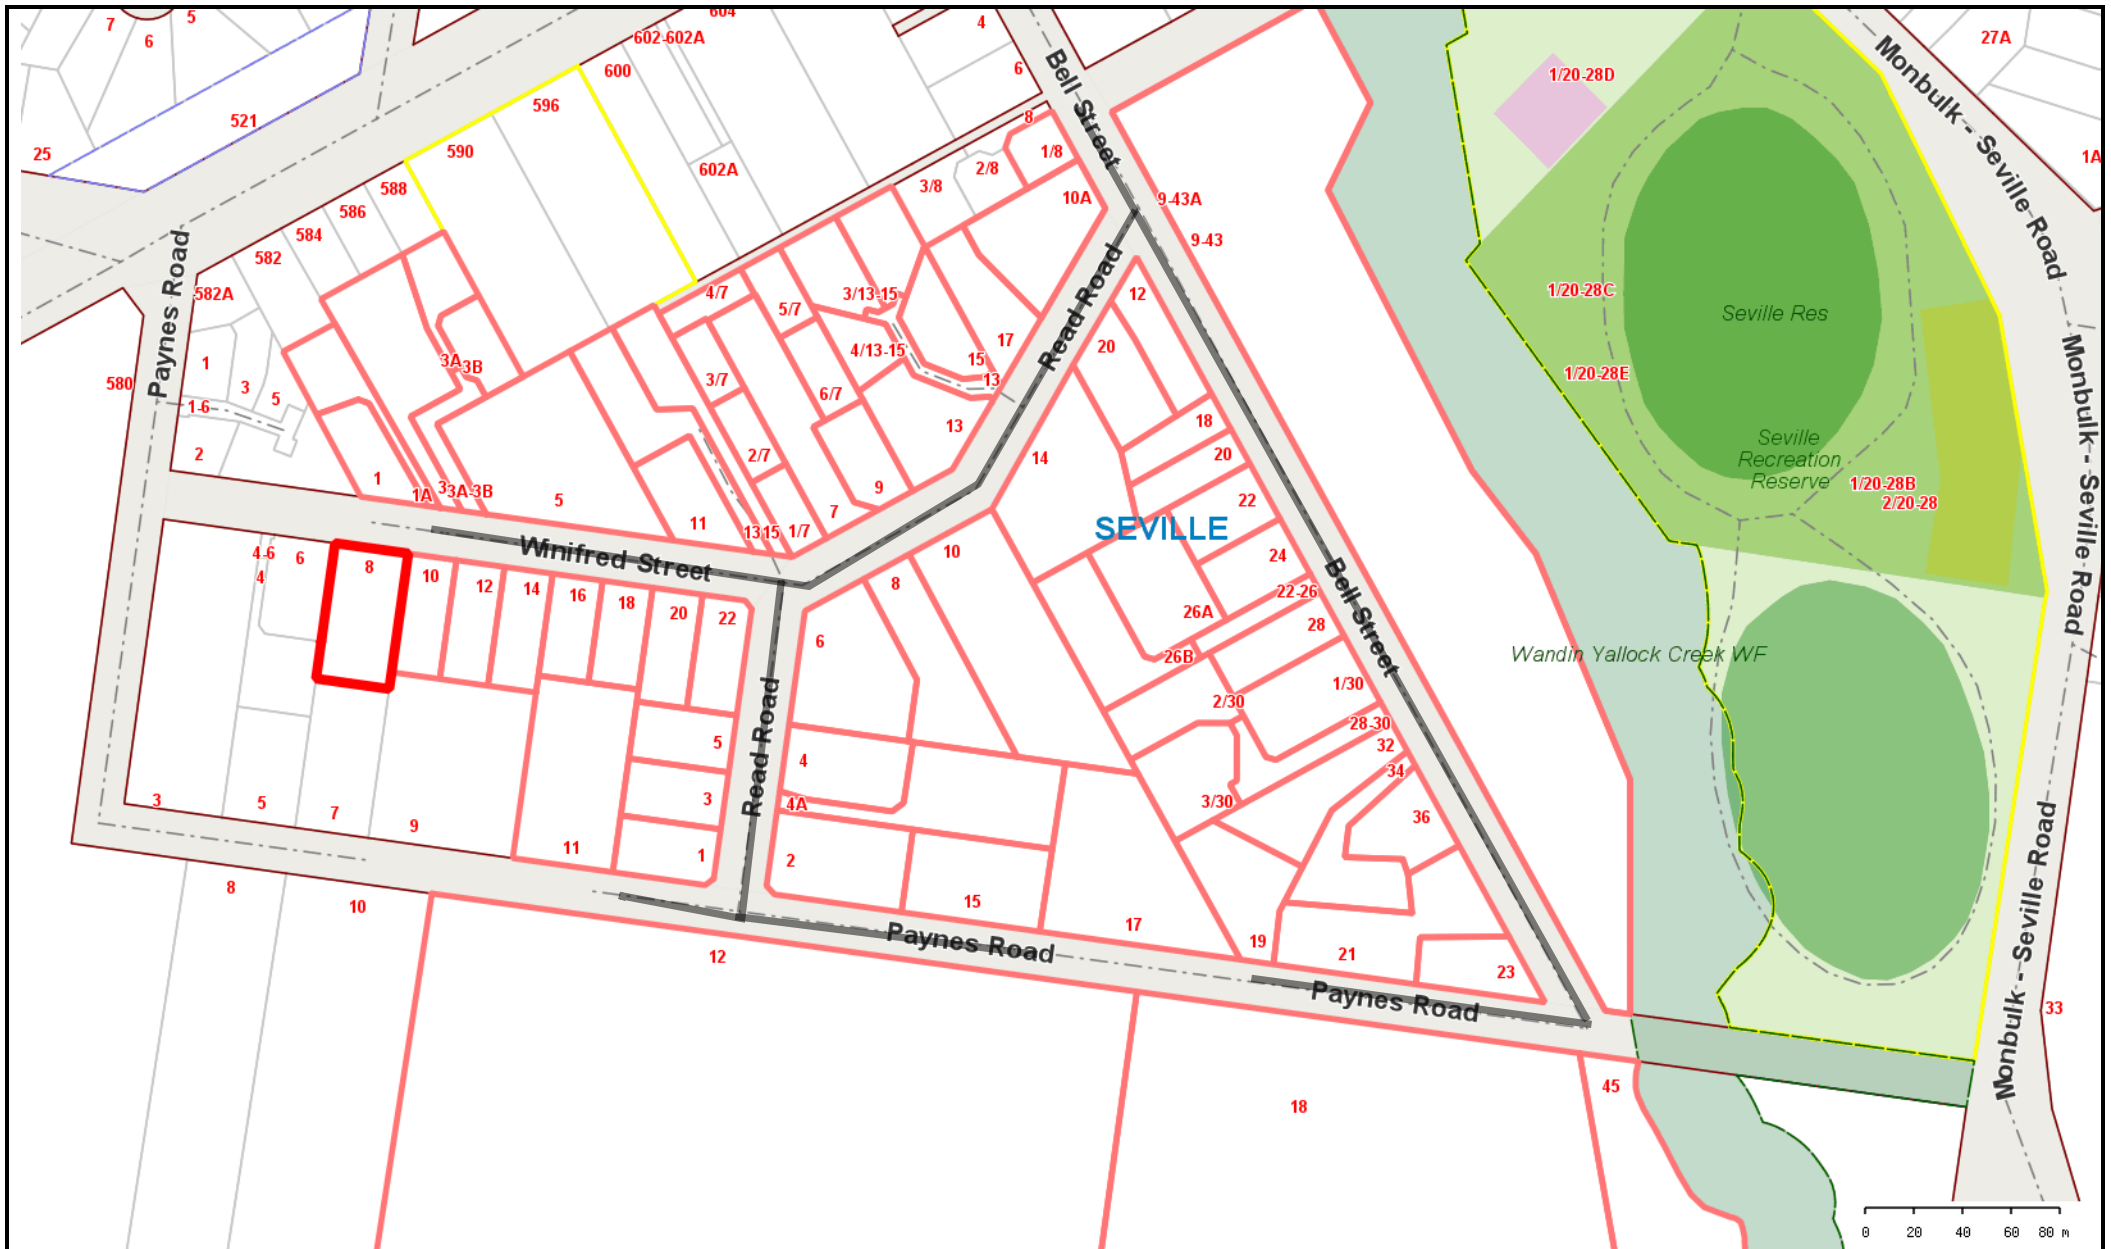 7
6
5
604
602-602A
600
596
590
521
25
588
586
584
582
582A
602A
4
6
Bell Street
8
1/8
2/8
3/8
10A
9-43A
9-43
1/20-28D
27A
1A
Monbulk - Seville Road
Monbulk - Seville Road
1/20-28C
Seville Res
1/20-28E
Seville
Recreation
Reserve
1/20-28B
2/20-28
Paynes Road
580
1
3
5
1-6
2
1
1A
3
3A-3B
3A
3B
5
4/7
5/7
3/13-15
4/13-15
15
17
13
3/7
6/7
13
2/7
9
7
11
13
15
1/7
Read Road
12
20
18
20
14
22
24
22-26
26A
26B
28
1/30
2/30
28-30
32
34
3/30
36
SEVILLE
Bell Street
Wandin Yallock Creek WF
Winifred Street
4-6
4
6
8
10
12
14
16
18
20
22
6
8
10
5
3
1
Read Road
4
4A
2
15
17
19
21
23
3
5
7
9
11
8
10
12
Paynes Road
Paynes Road
18
45
33
Monbulk - Seville Road
0 20 40 60 80 m